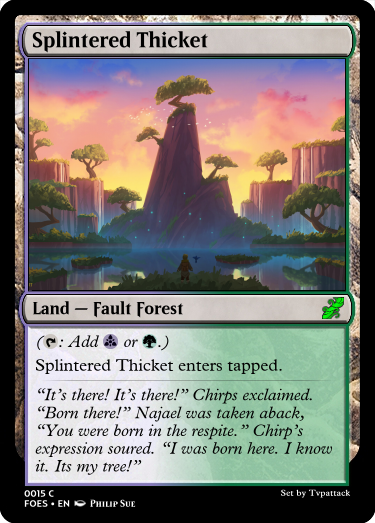 Splintered Thicket
Land — Fault Forest
(: Add or .)
Splintered Thicket enters tapped.
“It’s there! It’s there!” Chirps exclaimed.
“Born there!” Najael was taken aback,
“You were born in the respite.” Chirp’s
expression soured. “I was born here. I know
it. Its my tree!”
0015 C
FOES • EN Philip Sue
Set by Tvpattack